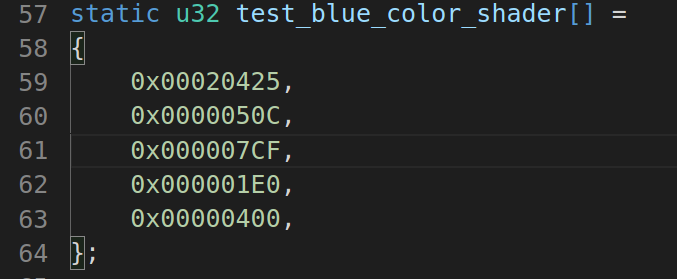 57 static u32 test_blue_color_shader[] =
58 {
59 0x00020425,
60 0x0000050C,
61 0x000007CF,
62 0x000001E0,
63 0x00000400,
64 };